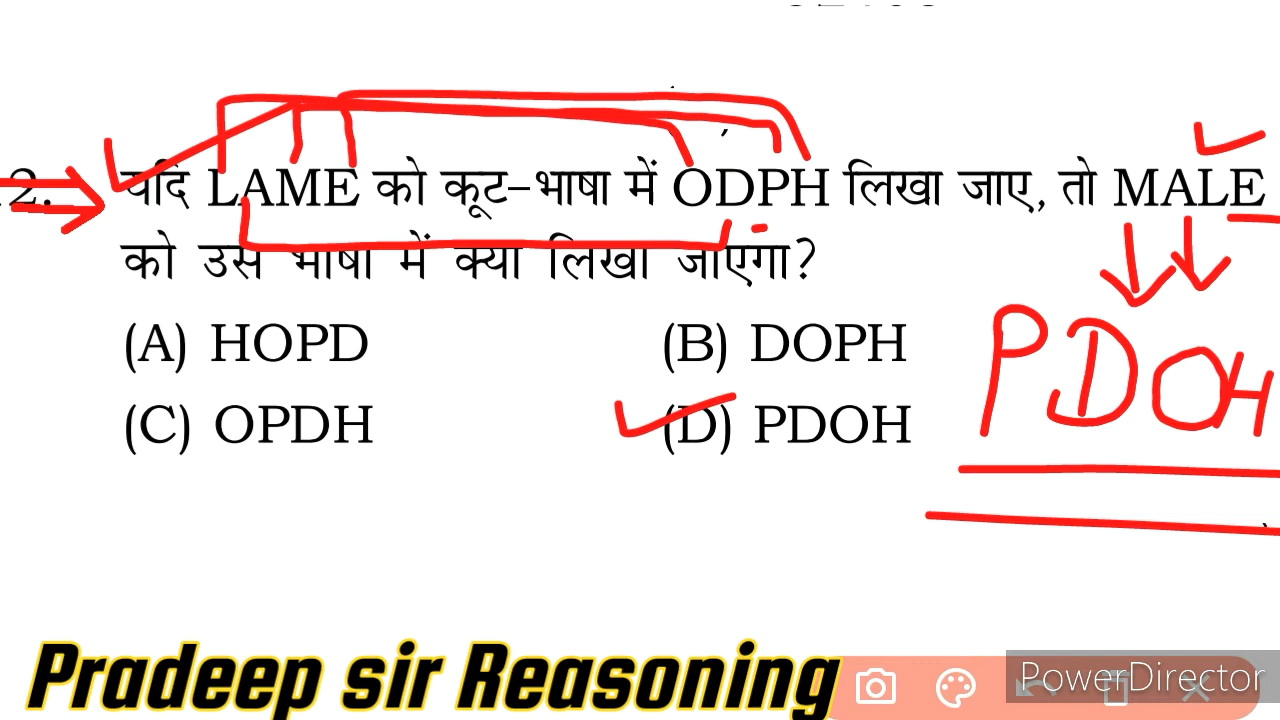 2. यदि LAME को कूट-भाषा में ODPH लिखा जाए, तो MALE
को उस भाषा में क्या लिखा जाएगा?
(A) HOPD (B) DOPH
(C) OPDH (D) PDOH
PDOH
Pradeep sir Reasoning
PowerDirector